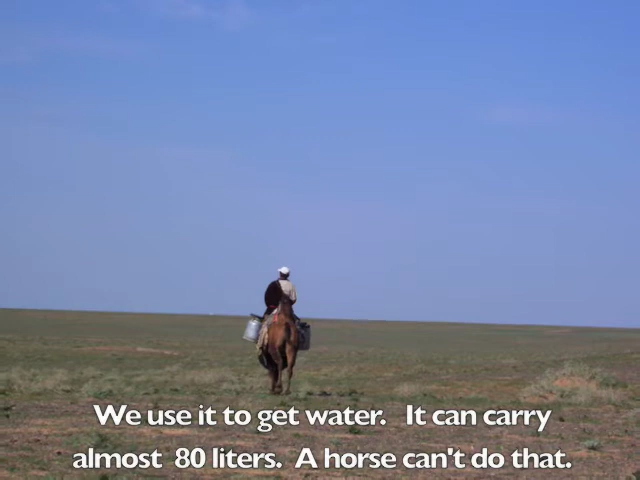 We use it to get water. It can carry
almost 80 liters. A horse can't do that.